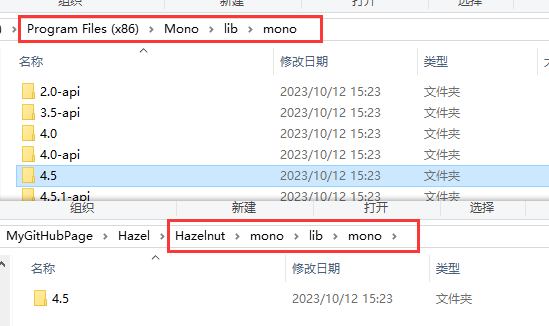 组织 新建 打开 选择
) › Program Files (x86) › Mono › lib › mono
名称 修改日期 类型 大
2.0-api 2023/10/12 15:23 文件夹
3.5-api 2023/10/12 15:23 文件夹
4.0 2023/10/12 15:23 文件夹
4.0-api 2023/10/12 15:23 文件夹
4.5 2023/10/12 15:23 文件夹
4.5.1-api 2023/10/12 15:23 文件夹
组织 新建 打开 选择
MyGitHubPage › Hazel › Hazelnut › mono › lib › mono ›
名称 修改日期 类型
4.5 2023/10/12 15:23 文件夹